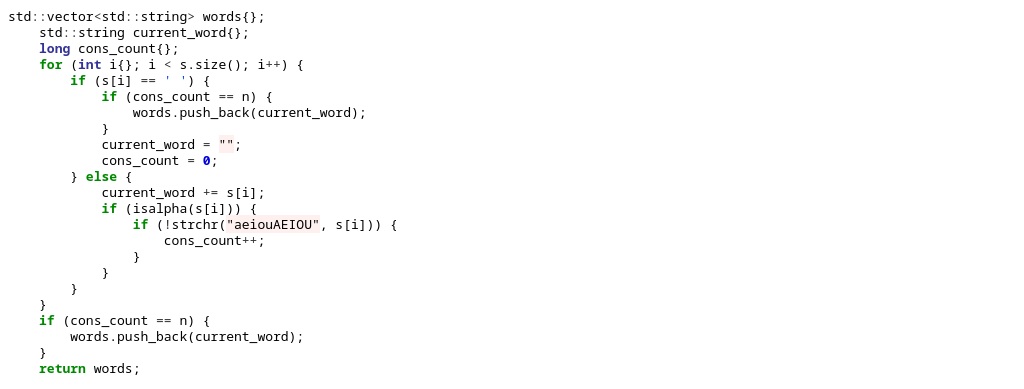 std::vector<std::string> words{};
    std::string current_word{};
    long cons_count{};
    for (int i{}; i < s.size(); i++) {
        if (s[i] == ' ') {
            if (cons_count == n) {
                words.push_back(current_word);
            }
            current_word = "";
            cons_count = 0;
        } else {
            current_word += s[i];
            if (isalpha(s[i])) {
                if (!strchr("aeiouAEIOU", s[i])) {
                    cons_count++;
                }
            }
        }
    }
    if (cons_count == n) {
        words.push_back(current_word);
    }
    return words;